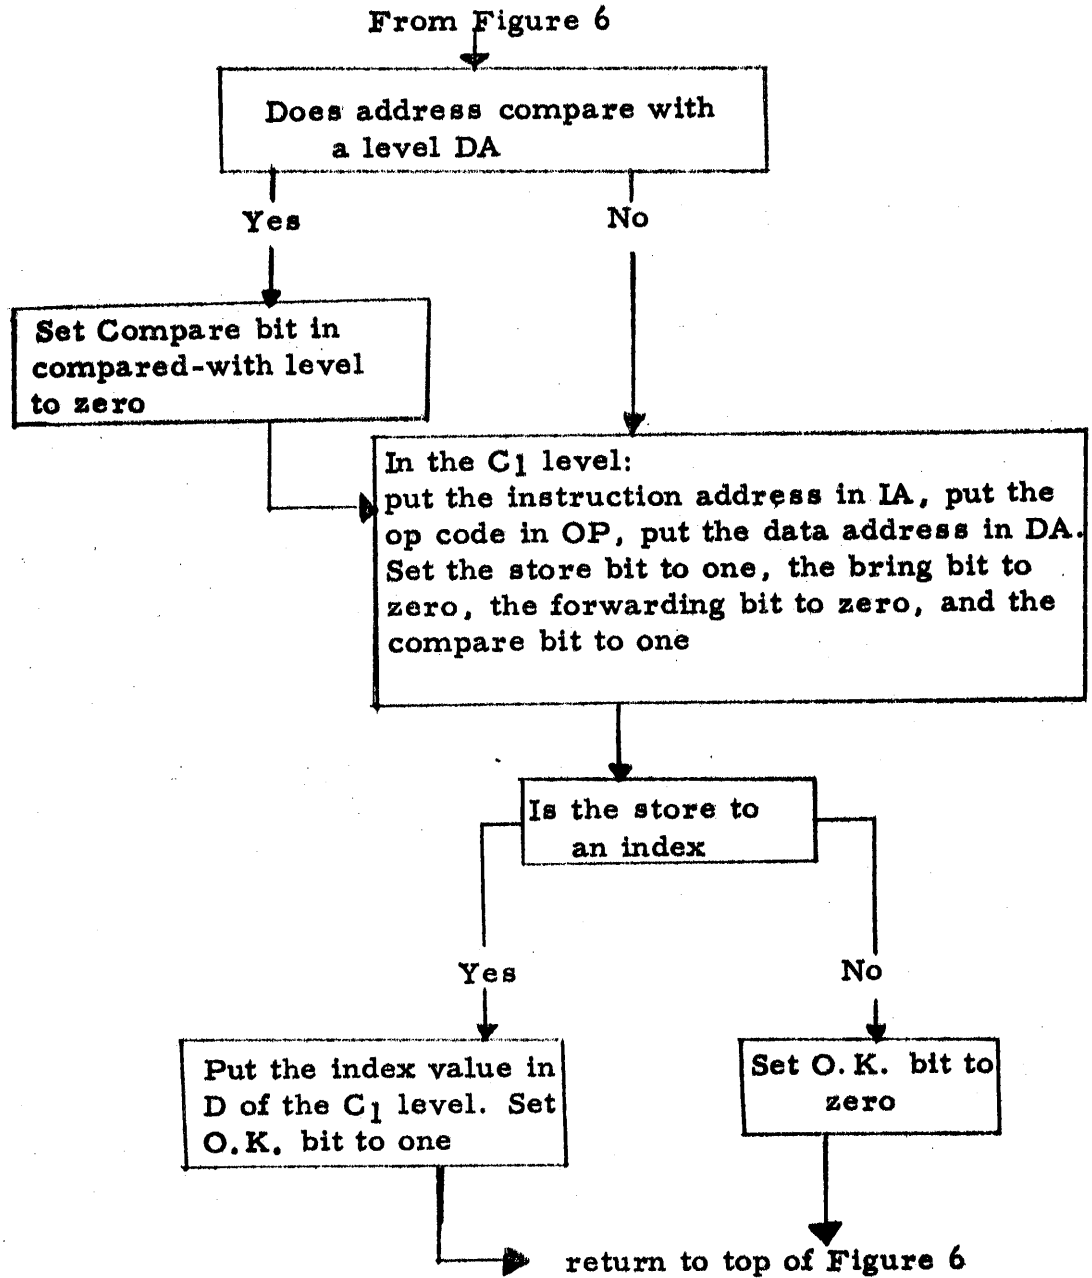 From Figure 6
Does address compare with
a level DA
Yes
No
Set Compare bit in
compared-with level
to zero
In the C1 level:
put the instruction address in IA, put the
op code in OP, put the data address in DA.
Set the store bit to one, the bring bit to
zero, the forwarding bit to zero, and the
compare bit to one
Is the store to
an index
Yes
No
Put the index value in
D of the C1 level. Set
O.K. bit to one
Set O.K. bit to
zero
return to top of Figure 6